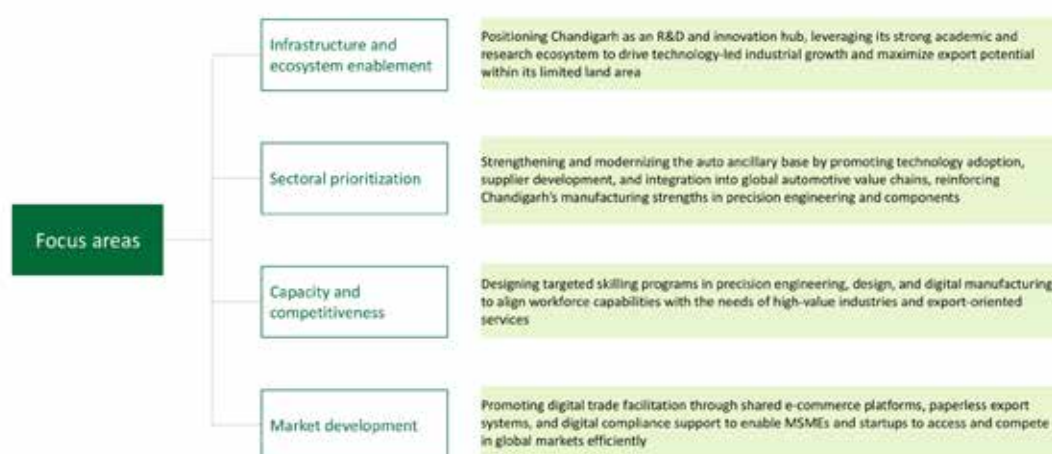 Focus areas
Infrastructure and
ecosystem enablement
Positioning Chandigarh as an R&D and innovation hub, leveraging its strong academic and
research ecosystem to drive technology-led industrial growth and maximize export potential
within its limited land area
Sectoral prioritization
Strengthening and modernizing the auto ancillary base by promoting technology adoption,
supplier development, and integration into global automotive value chains, reinforcing
Chandigarh's manufacturing strengths in precision engineering and components
Capacity and
competitiveness
Designing targeted skilling programs in precision engineering, design, and digital manufacturing
to align workforce capabilities with the needs of high-value industries and export-oriented
services
Market development
Promoting digital trade facilitation through shared e-commerce platforms, paperless export
systems, and digital compliance support to enable MSMEs and startups to access and compete
in global markets efficiently